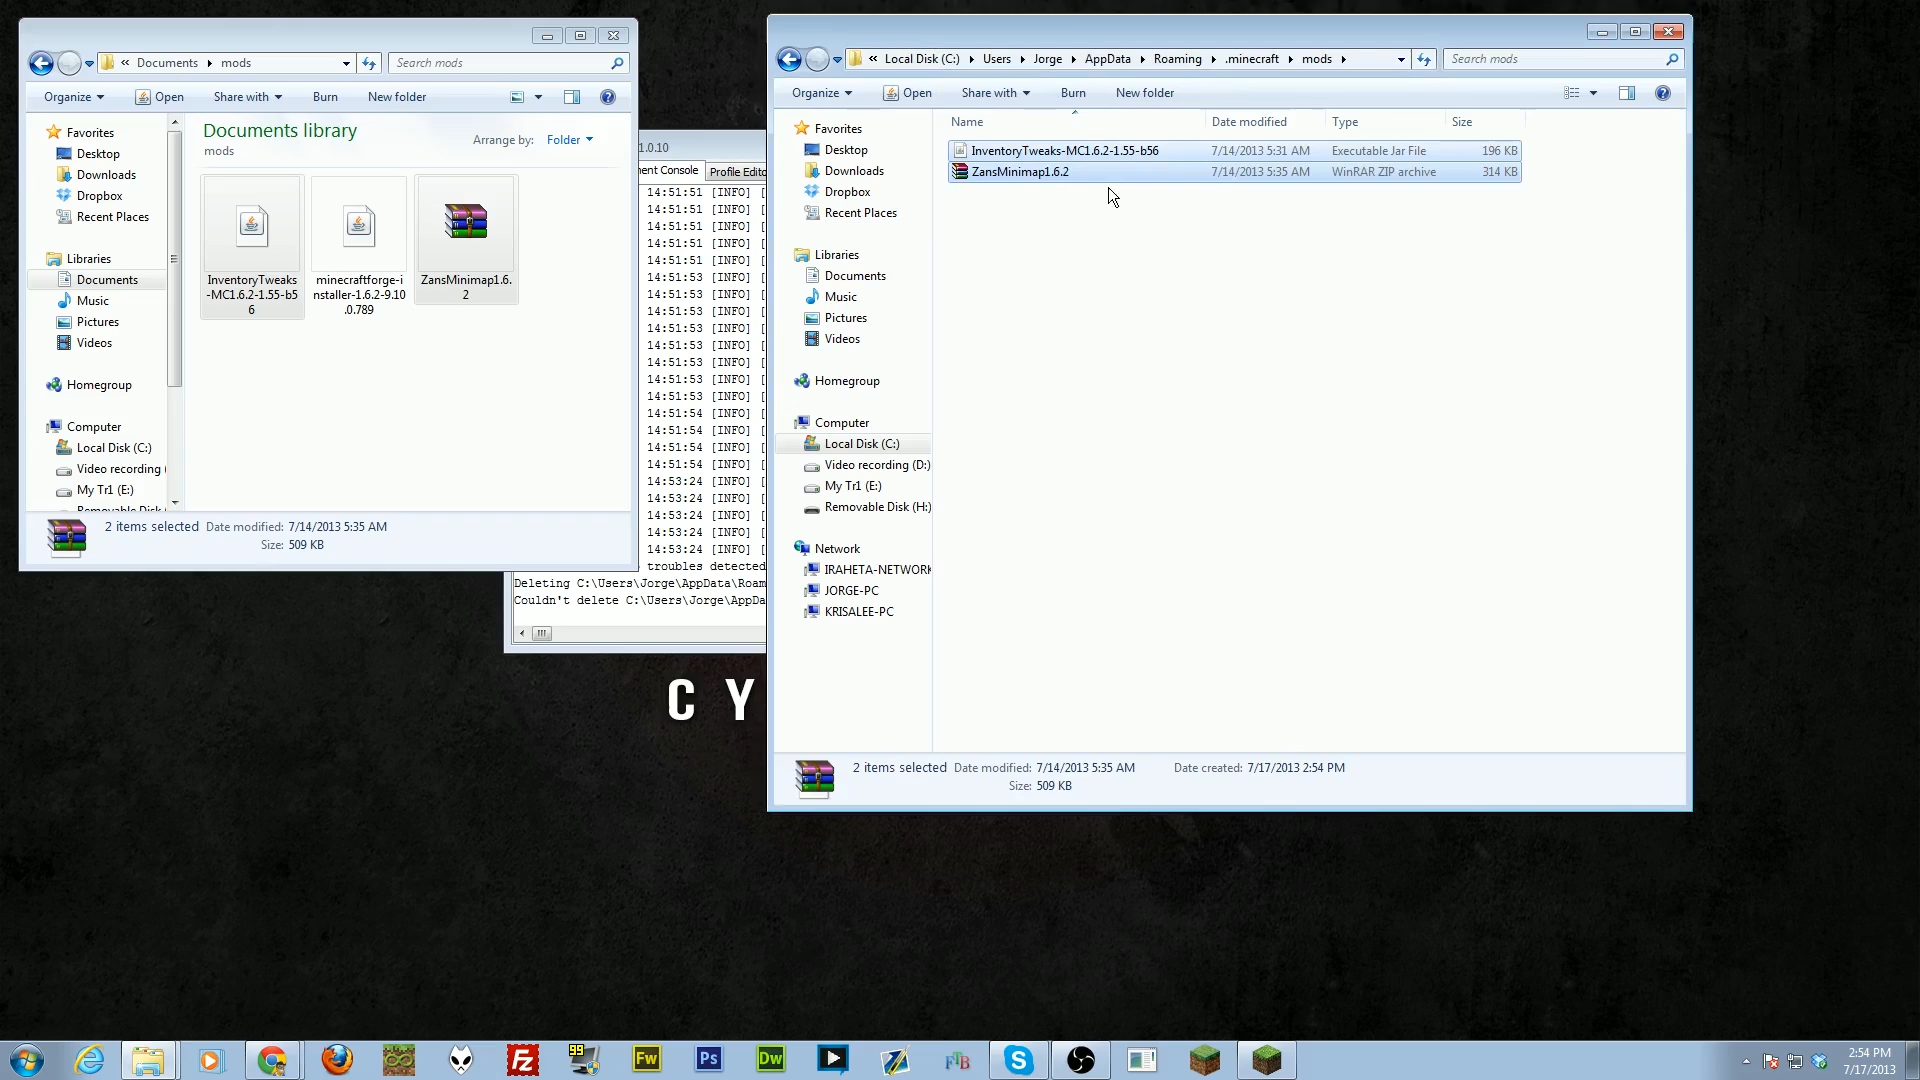 Documents mods
Search mods
Organize Open Share with Burn New folder
Favorites
Desktop
Downloads
Dropbox
Recent Places
Libraries
Documents
Music
Pictures
Videos
Homegroup
Computer
Local Disk (C:)
Video recording (
My Tr1 (E:)
Removable Disk (
Documents library
mods
Arrange by: Folder
InventoryTweaks
-MC1.6.2-1.55-b5
6
minecraftforge-i
nstaller-1.6.2-9.10
.0.789
ZansMinimap1.6.
2
2 items selected Date modified: 7/14/2013 5:35 AM
Size: 509 KB
1.0.10
ent Console Profile Edito
14:51:51 [INFO] [
14:51:51 [INFO] [
14:51:51 [INFO] [
14:51:51 [INFO] [
14:51:51 [INFO] [
14:51:53 [INFO] [
14:51:53 [INFO] [
14:51:53 [INFO] [
14:51:53 [INFO] [
14:51:53 [INFO] [
14:51:53 [INFO] [
14:51:53 [INFO] [
14:51:53 [INFO] [
14:51:54 [INFO] [
14:51:54 [INFO] [
14:51:54 [INFO] [
14:51:54 [INFO] [
14:53:24 [INFO] [
14:53:24 [INFO] [
14:53:24 [INFO] [
14:53:24 [INFO] [
14:53:24 [INFO] [
troubles detected
Deleting C:\Users\Jorge\AppData\Roam
Couldn't delete C:\Users\Jorge\AppDa
Local Disk (C:) Users Jorge AppData Roaming .minecraft mods
Search mods
Organize Open Share with Burn New folder
Favorites
Desktop
Downloads
Dropbox
Recent Places
Libraries
Documents
Music
Pictures
Videos
Homegroup
Computer
Local Disk (C:)
Video recording (D:)
My Tr1 (E:)
Removable Disk (H:)
Network
IRAHETA-NETWORK
JORGE-PC
KRISALEE-PC
Name Date modified Type Size
InventoryTweaks-MC1.6.2-1.55-b56 7/14/2013 5:31 AM Executable Jar File 196 KB
ZansMinimap1.6.2 7/14/2013 5:35 AM WinRAR ZIP archive 314 KB
2 items selected Date modified: 7/14/2013 5:35 AM Date created: 7/17/2013 2:54 PM
Size: 509 KB
C Y
Fz 99 Fw Ps Dw FTB
2:54 PM
7/17/2013